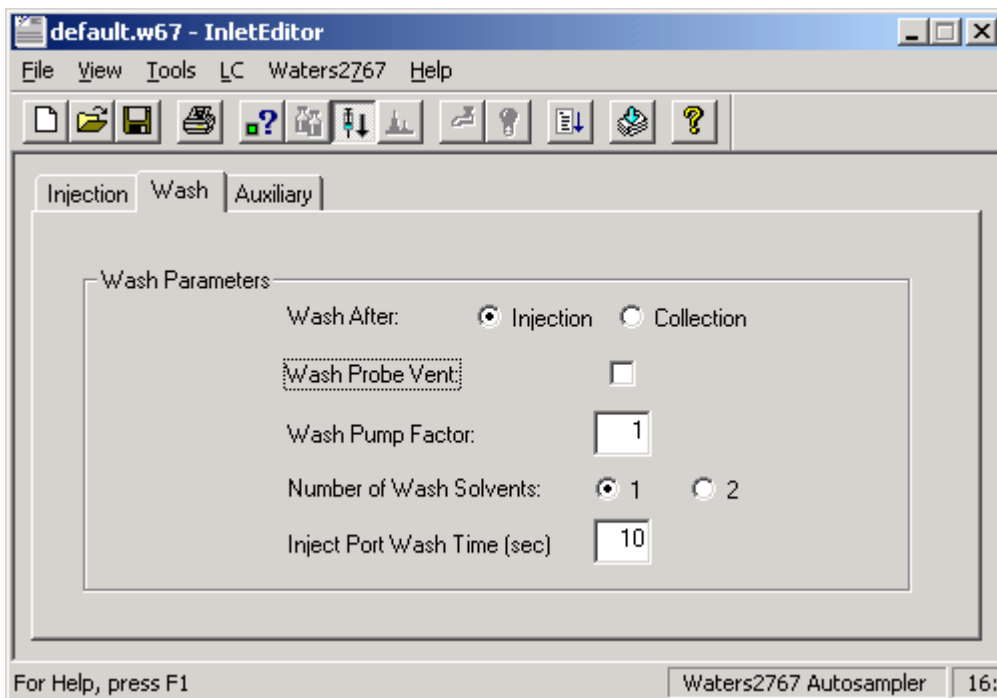 default.w67 - InletEditor
File View Tools LC Waters2767 Help
Injection Wash Auxiliary
Wash Parameters
Wash After: Injection Collection
Wash Probe Vent:
Wash Pump Factor: 1
Number of Wash Solvents: 1 2
Inject Port Wash Time (sec) 10
For Help, press F1 Waters2767 Autosampler 16: